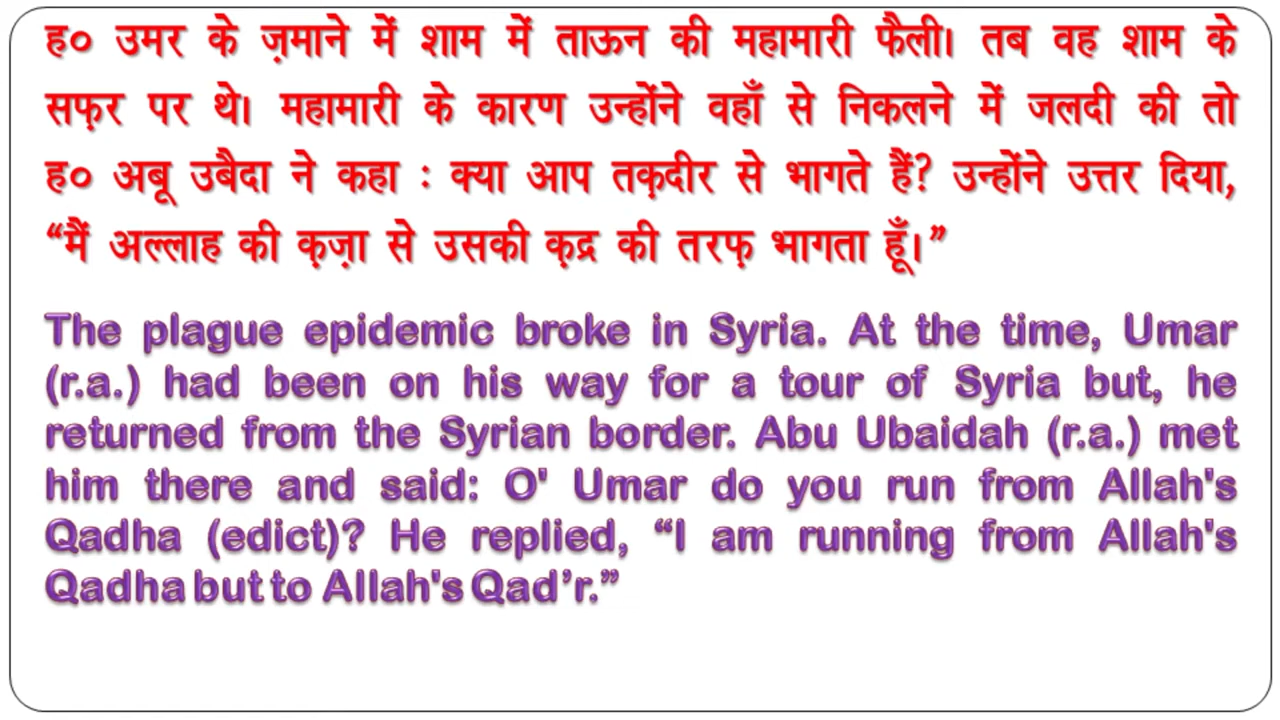 ह० उमर के ज़माने में शाम में ताऊन की महामारी फैली। तब वह शाम के
सफ़र पर थे। महामारी के कारण उन्होंने वहाँ से निकलने में जलदी की तो
ह० अबू उबैदा ने कहा : क्या आप तक़दीर से भागते हैं? उन्होंने उत्तर दिया,
“मैं अल्लाह की क़ज़ा से उसकी क़द्र की तरफ़ भागता हूँ।”
The plague epidemic broke in Syria. At the time, Umar
(r.a.) had been on his way for a tour of Syria but, he
returned from the Syrian border. Abu Ubaidah (r.a.) met
him there and said: O' Umar do you run from Allah's
Qadha (edict)? He replied, “I am running from Allah's
Qadha but to Allah's Qad’r.”